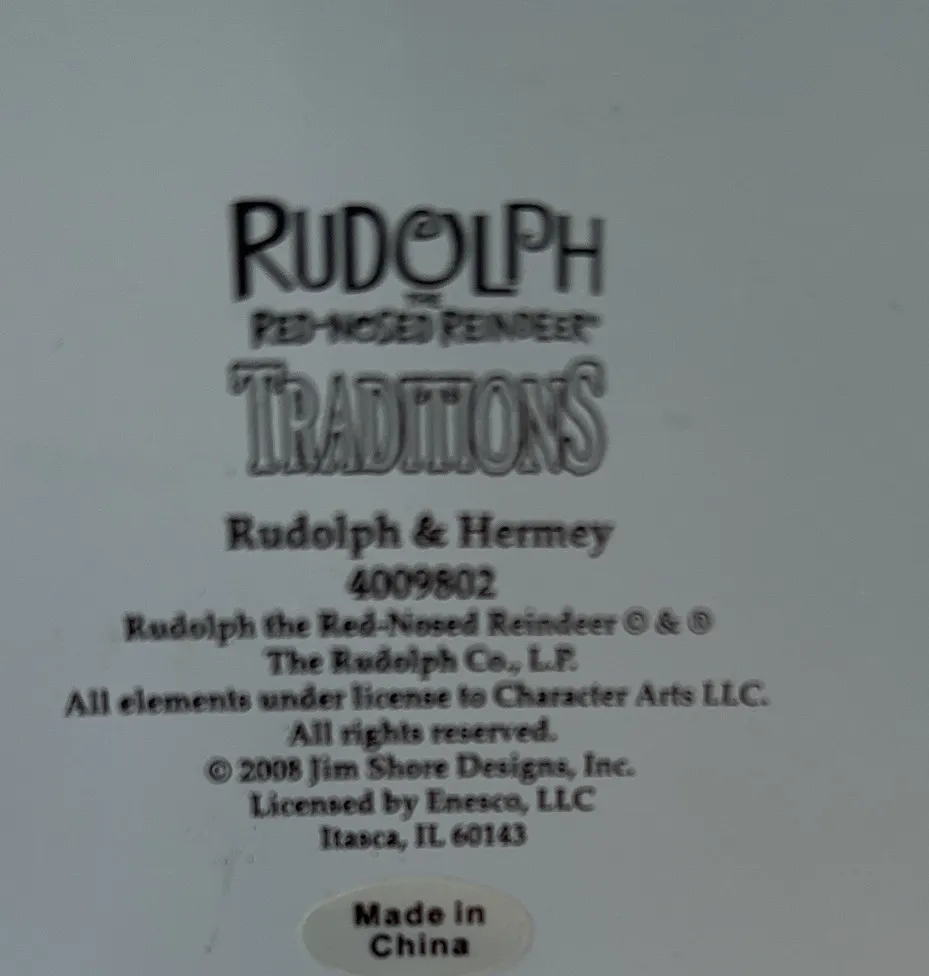 RUDOLPH
THE
RED-NOSED REINDEER
TRADITIONS
Rudolph & Hermey
4009802
Rudolph the Red-Nosed Reindeer © & ®
The Rudolph Co., L.P.
All elements under license to Character Arts LLC.
All rights reserved.
© 2008 Jim Shore Designs, Inc.
Licensed by Enesco, LLC
Itasca, IL 60143
Made in
China